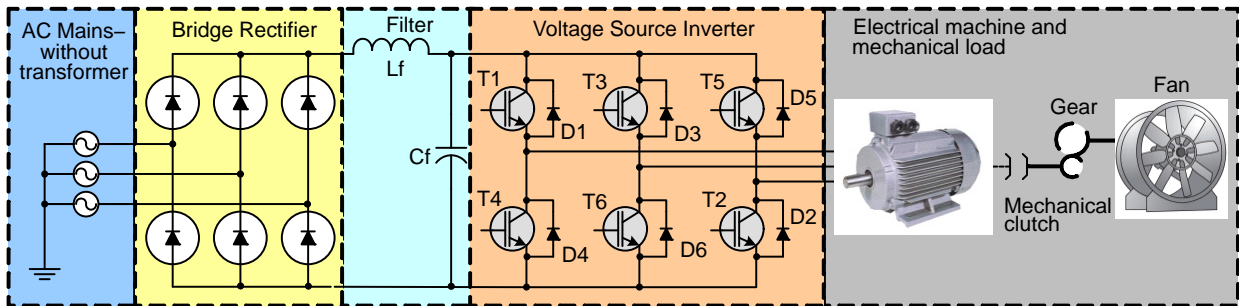 AC Mains–
without
transformer
Bridge Rectifier
Filter
Lf
Cf
Voltage Source Inverter
T1
T3
T5
D1
D3
D5
T4
T6
T2
D4
D6
D2
Electrical machine and
mechanical load
Gear
Fan
Mechanical
clutch